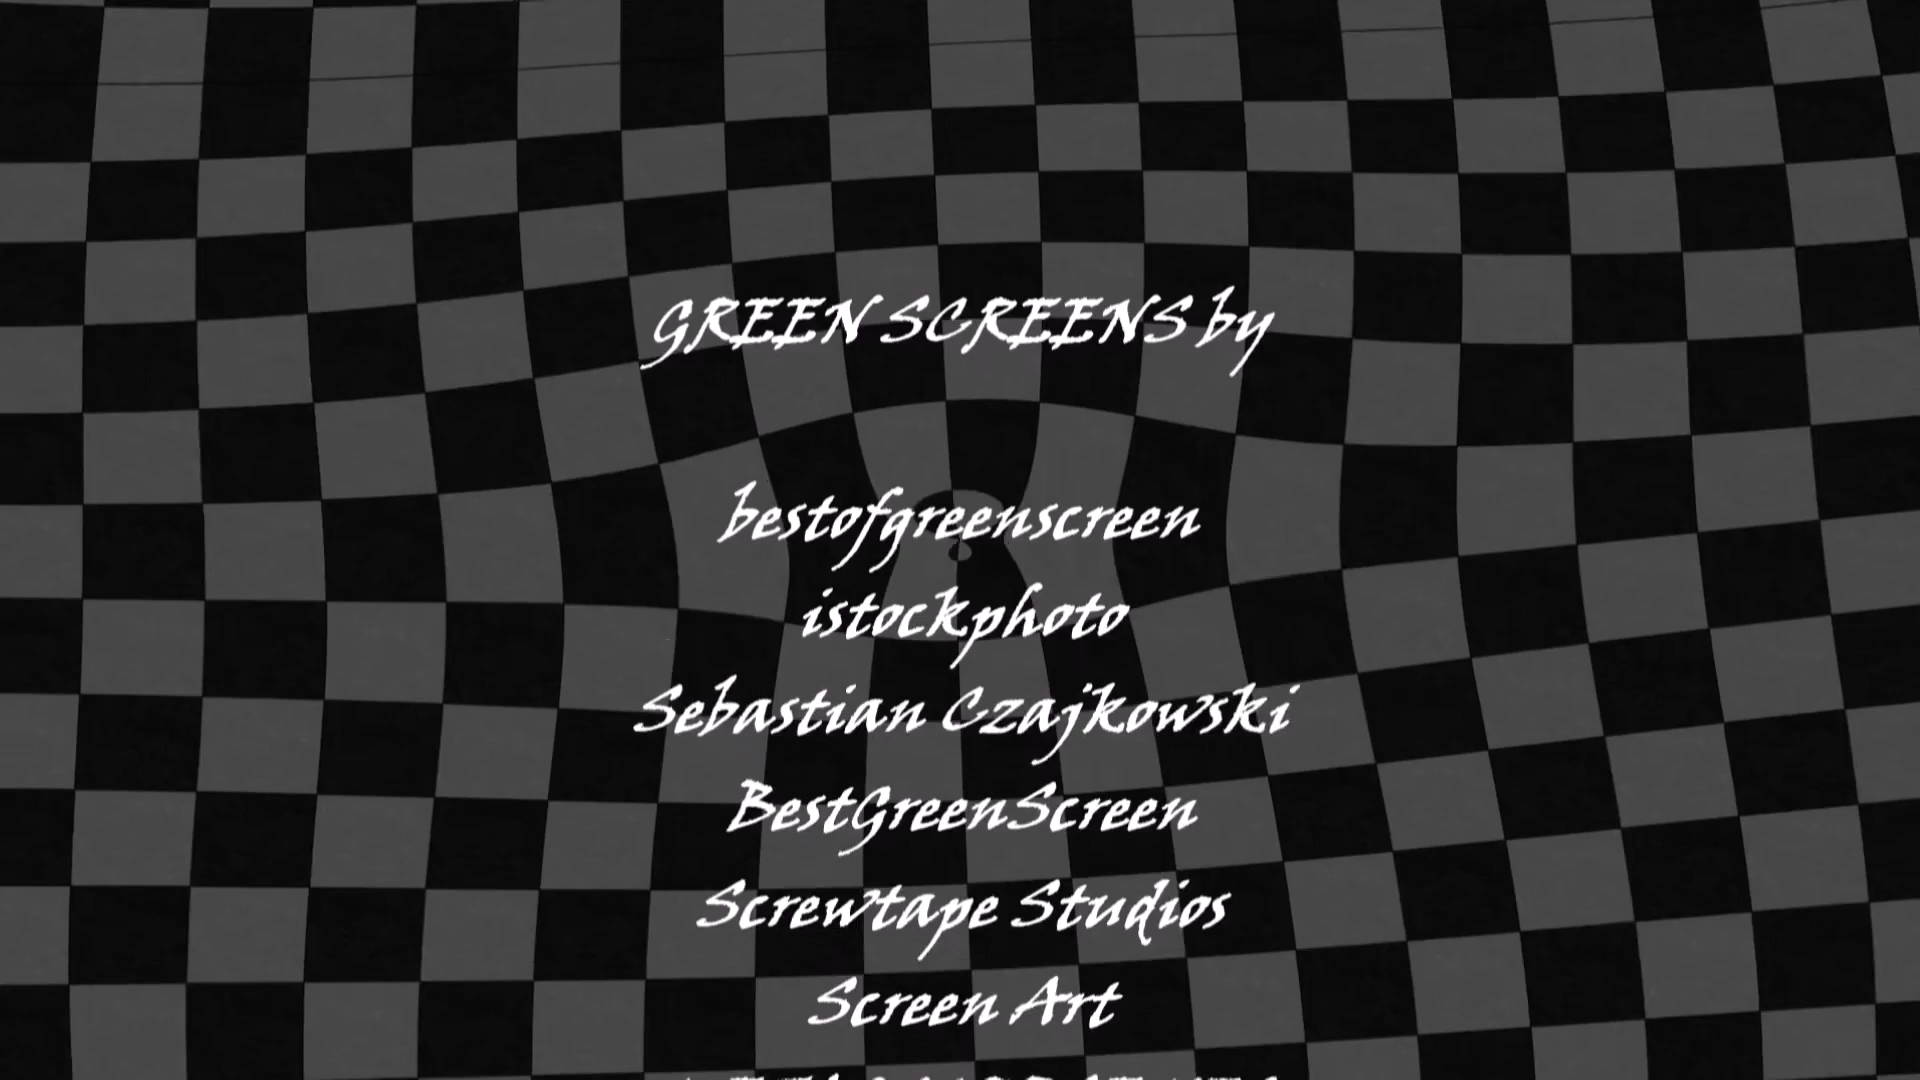 GREEN SCREENS by
bestofgreenscreen
istockphoto
Sebastian Czajkowski
BestGreenScreen
Screwtape Studios
Screen Art